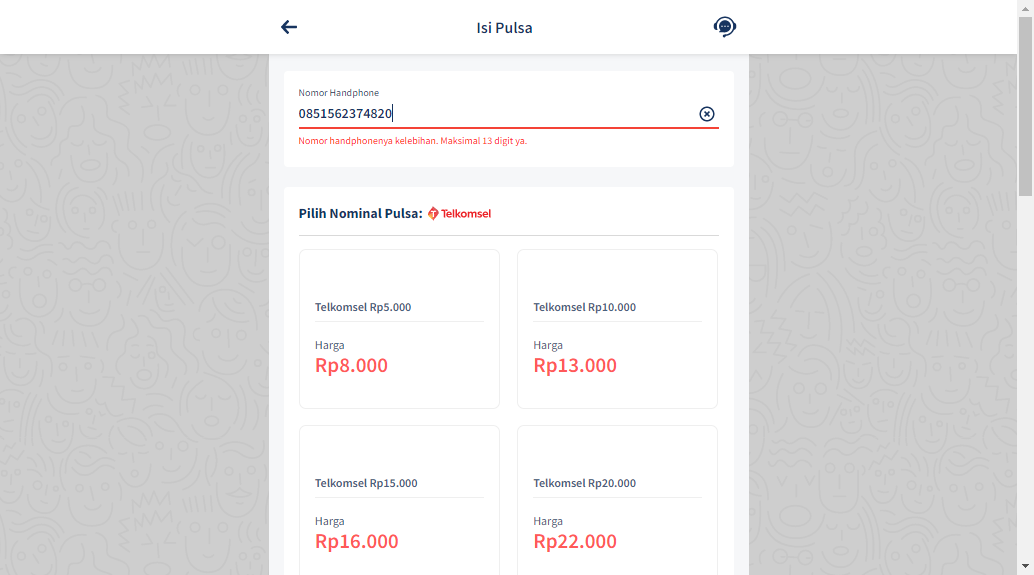 Isi Pulsa
Nomor Handphone
0851562374820
Nomor handphonenya kelebihan. Maksimal 13 digit ya.
Pilih Nominal Pulsa: Telkomsel
Telkomsel Rp5.000
Harga
Rp8.000
Telkomsel Rp10.000
Harga
Rp13.000
Telkomsel Rp15.000
Harga
Rp16.000
Telkomsel Rp20.000
Harga
Rp22.000